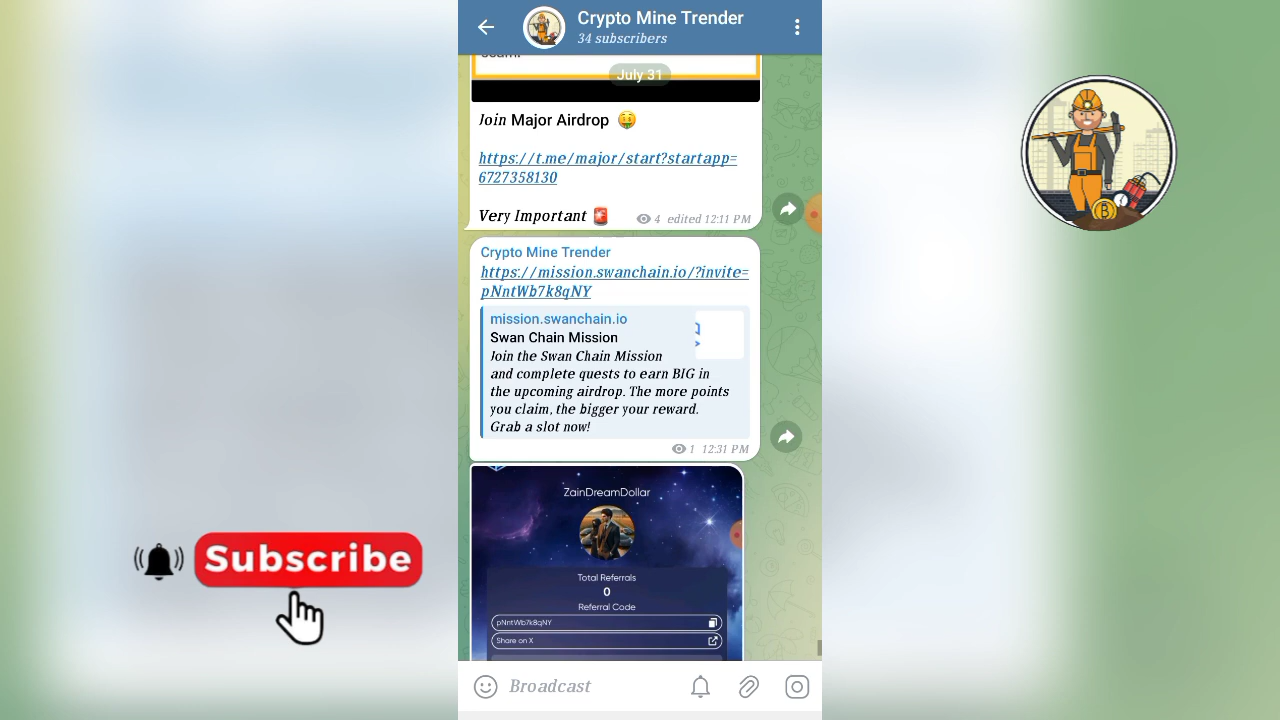 Crypto Mine Trender
34 subscribers
July 31
Join Major Airdrop 🤑
https://t.me/major/start?startapp=
6727358130
Very Important 🚨
4 edited 12:11 PM
Crypto Mine Trender
https://mission.swanchain.io/?invite=
pNntWb7k8qNY
mission.swanchain.io
Swan Chain Mission
Join the Swan Chain Mission
and complete quests to earn BIG in
the upcoming airdrop. The more points
you claim, the bigger your reward.
Grab a slot now!
1 12:31 PM
ZainDreamDollar
Total Referrals
0
Referral Code
pNntWb7k8qNY
Share on X
Broadcast
Subscribe